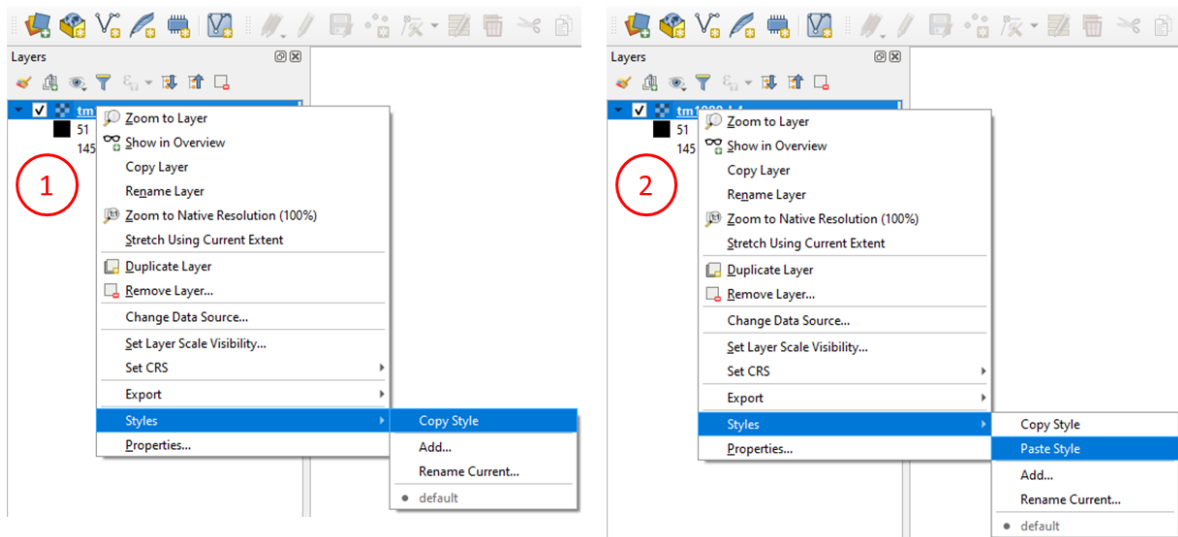 Layers
tm
51
145
1
Zoom to Layer
Show in Overview
Copy Layer
Rename Layer
Zoom to Native Resolution (100%)
Stretch Using Current Extent
Duplicate Layer
Remove Layer...
Change Data Source...
Set Layer Scale Visibility...
Set CRS
Export
Styles
Properties...
Copy Style
Add...
Rename Current...
default
Layers
51
145
2
Zoom to Layer
Show in Overview
Copy Layer
Rename Layer
Zoom to Native Resolution (100%)
Stretch Using Current Extent
Duplicate Layer
Remove Layer...
Change Data Source...
Set Layer Scale Visibility...
Set CRS
Export
Styles
Properties...
Copy Style
Paste Style
Add...
Rename Current...
default